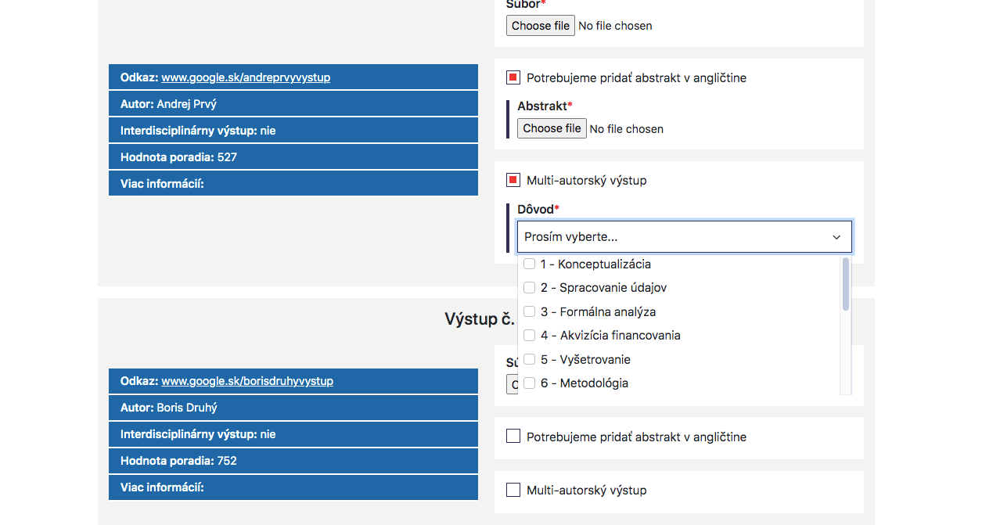 Súbor*
Choose file No file chosen
Odkaz: www.google.sk/andreprvyvystup
Autor: Andrej Prvý
Interdisciplinárny výstup: nie
Hodnota poradia: 527
Viac informácií:
Potrebujeme pridať abstrakt v angličtine
Abstrakt*
Choose file No file chosen
Multi-autorský výstup
Dôvod*
Prosím vyberte...
1 - Konceptualizácia
2 - Spracovanie údajov
3 - Formálna analýza
4 - Akvizícia financovania
5 - Vyšetrovanie
6 - Metodológia
Výstup č.
Odkaz: www.google.sk/borisdruhyvystup
Autor: Boris Druhý
Interdisciplinárny výstup: nie
Hodnota poradia: 752
Viac informácií:
Potrebujeme pridať abstrakt v angličtine
Multi-autorský výstup